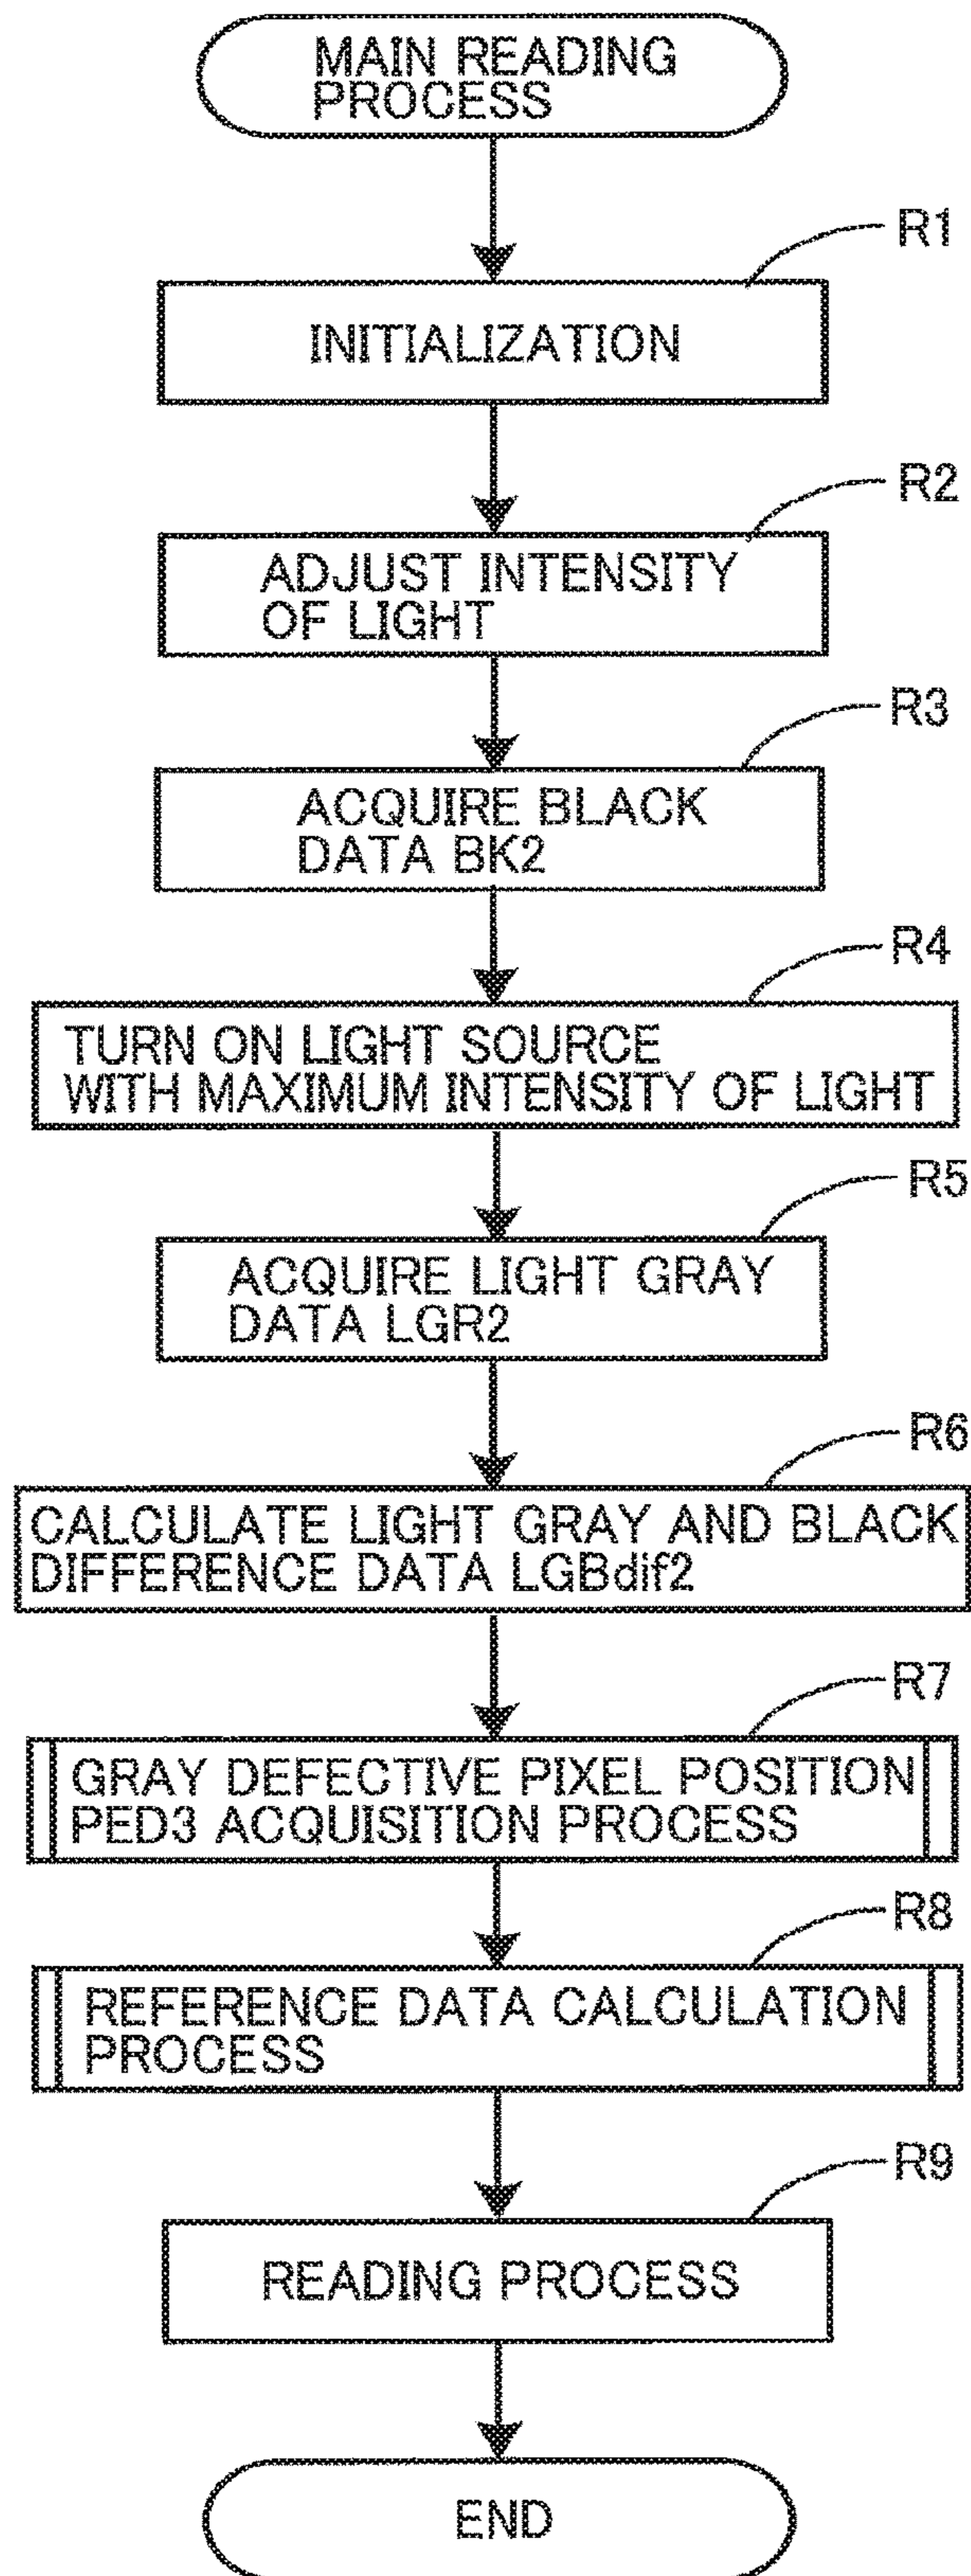 MAIN READING
PROCESS
R1
INITIALIZATION
R2
ADJUST INTENSITY
OF LIGHT
R3
ACQUIRE BLACK
DATA BK2
R4
TURN ON LIGHT SOURCE
WITH MAXIMUM INTENSITY OF LIGHT
R5
ACQUIRE LIGHT GRAY
DATA LGR2
R6
CALCULATE LIGHT GRAY AND BLACK
DIFFERENCE DATA LGBdif2
R7
GRAY DEFECTIVE PIXEL POSITION
PED3 ACQUISITION PROCESS
R8
REFERENCE DATA CALCULATION
PROCESS
R9
READING PROCESS
END